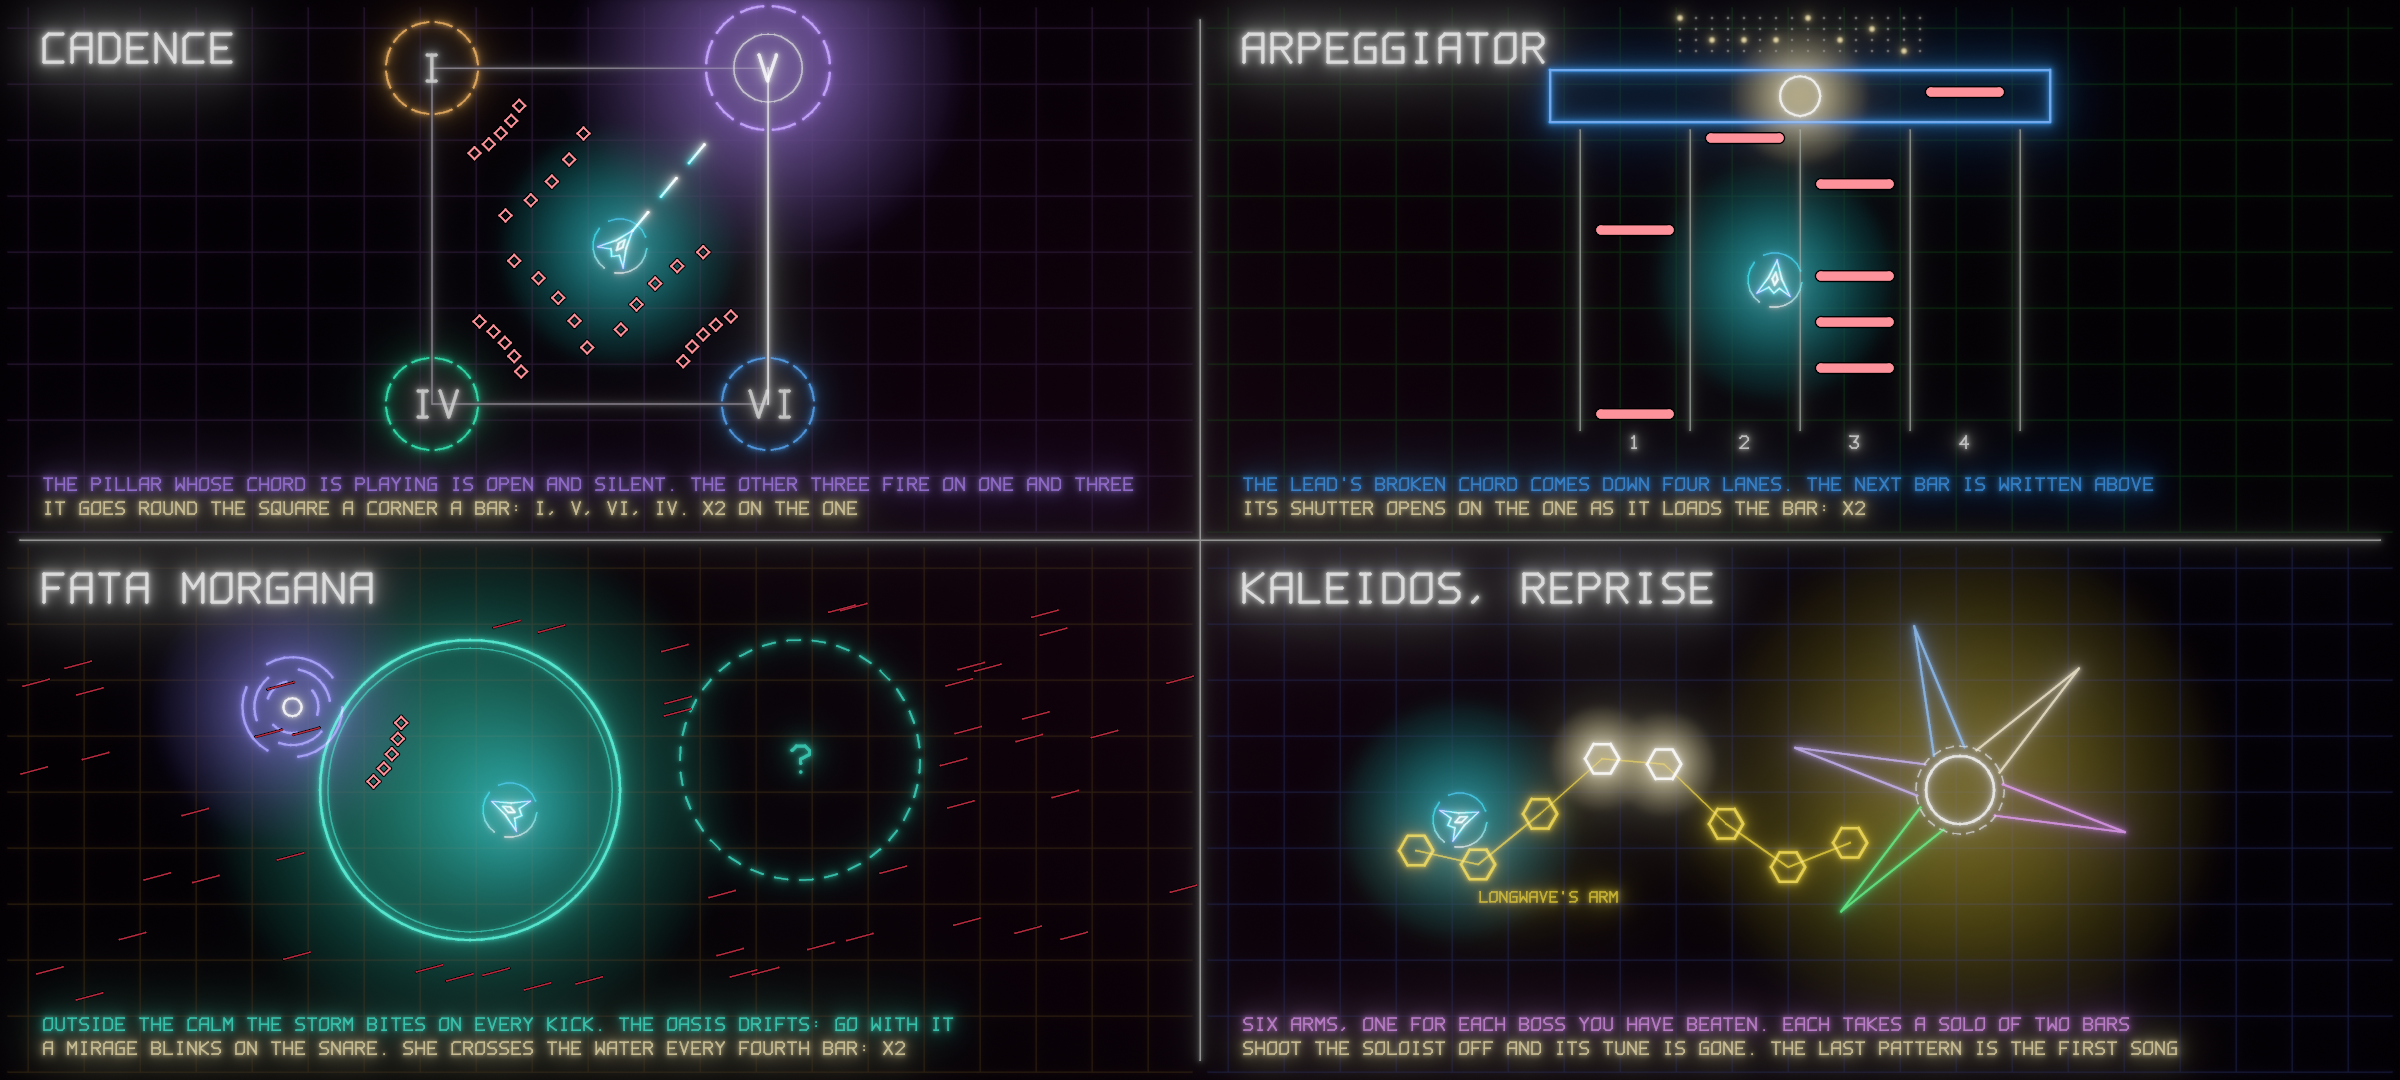 CADENCE
I
V
IV
VI
THE PILLAR WHOSE CHORD IS PLAYING IS OPEN AND SILENT. THE OTHER THREE FIRE ON ONE AND THREE
IT GOES ROUND THE SQUARE A CORNER A BAR: I, V, VI, IV. X2 ON THE ONE
ARPEGGIATOR
1 2 3 4
THE LEAD'S BROKEN CHORD COMES DOWN FOUR LANES. THE NEXT BAR IS WRITTEN ABOVE
ITS SHUTTER OPENS ON THE ONE AS IT LOADS THE BAR: X2
FATA MORGANA
?
OUTSIDE THE CALM THE STORM BITES ON EVERY KICK. THE OASIS DRIFTS: GO WITH IT
A MIRAGE BLINKS ON THE SNARE. SHE CROSSES THE WATER EVERY FOURTH BAR: X2
KALEIDOS, REPRISE
LONGWAVE'S ARM
SIX ARMS, ONE FOR EACH BOSS YOU HAVE BEATEN. EACH TAKES A SOLO OF TWO BARS
SHOOT THE SOLOIST OFF AND ITS TUNE IS GONE. THE LAST PATTERN IS THE FIRST SONG